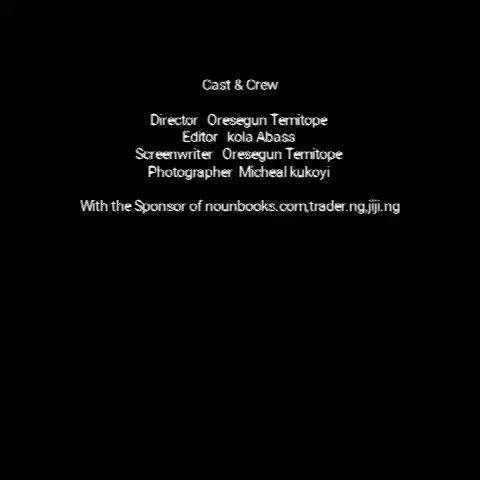 Cast & Crew
Director Oresegun Temitope
Editor kola Abass
Screenwriter Oresegun Temitope
Photographer Micheal kukoyi
With the Sponsor of nounbooks.com,trader.ng,jiji.ng